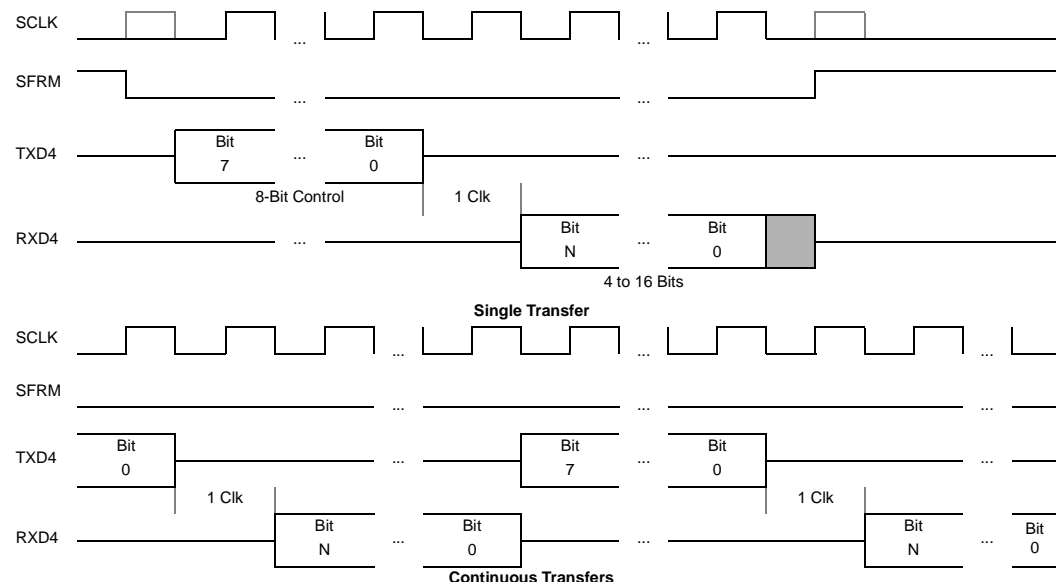 SCLK
... ...
SFRM
... ...
TXD4
Bit ... Bit ...
7 0
8-Bit Control 1 Clk
RXD4
... Bit ... Bit
N 0
4 to 16 Bits
Single Transfer
SCLK
... ... ...
SFRM
... ... ...
TXD4
Bit ... Bit ... Bit ...
0 7 0
1 Clk 1 Clk
RXD4
Bit ... Bit ... Bit ... Bit
N 0 N 0
Continuous Transfers